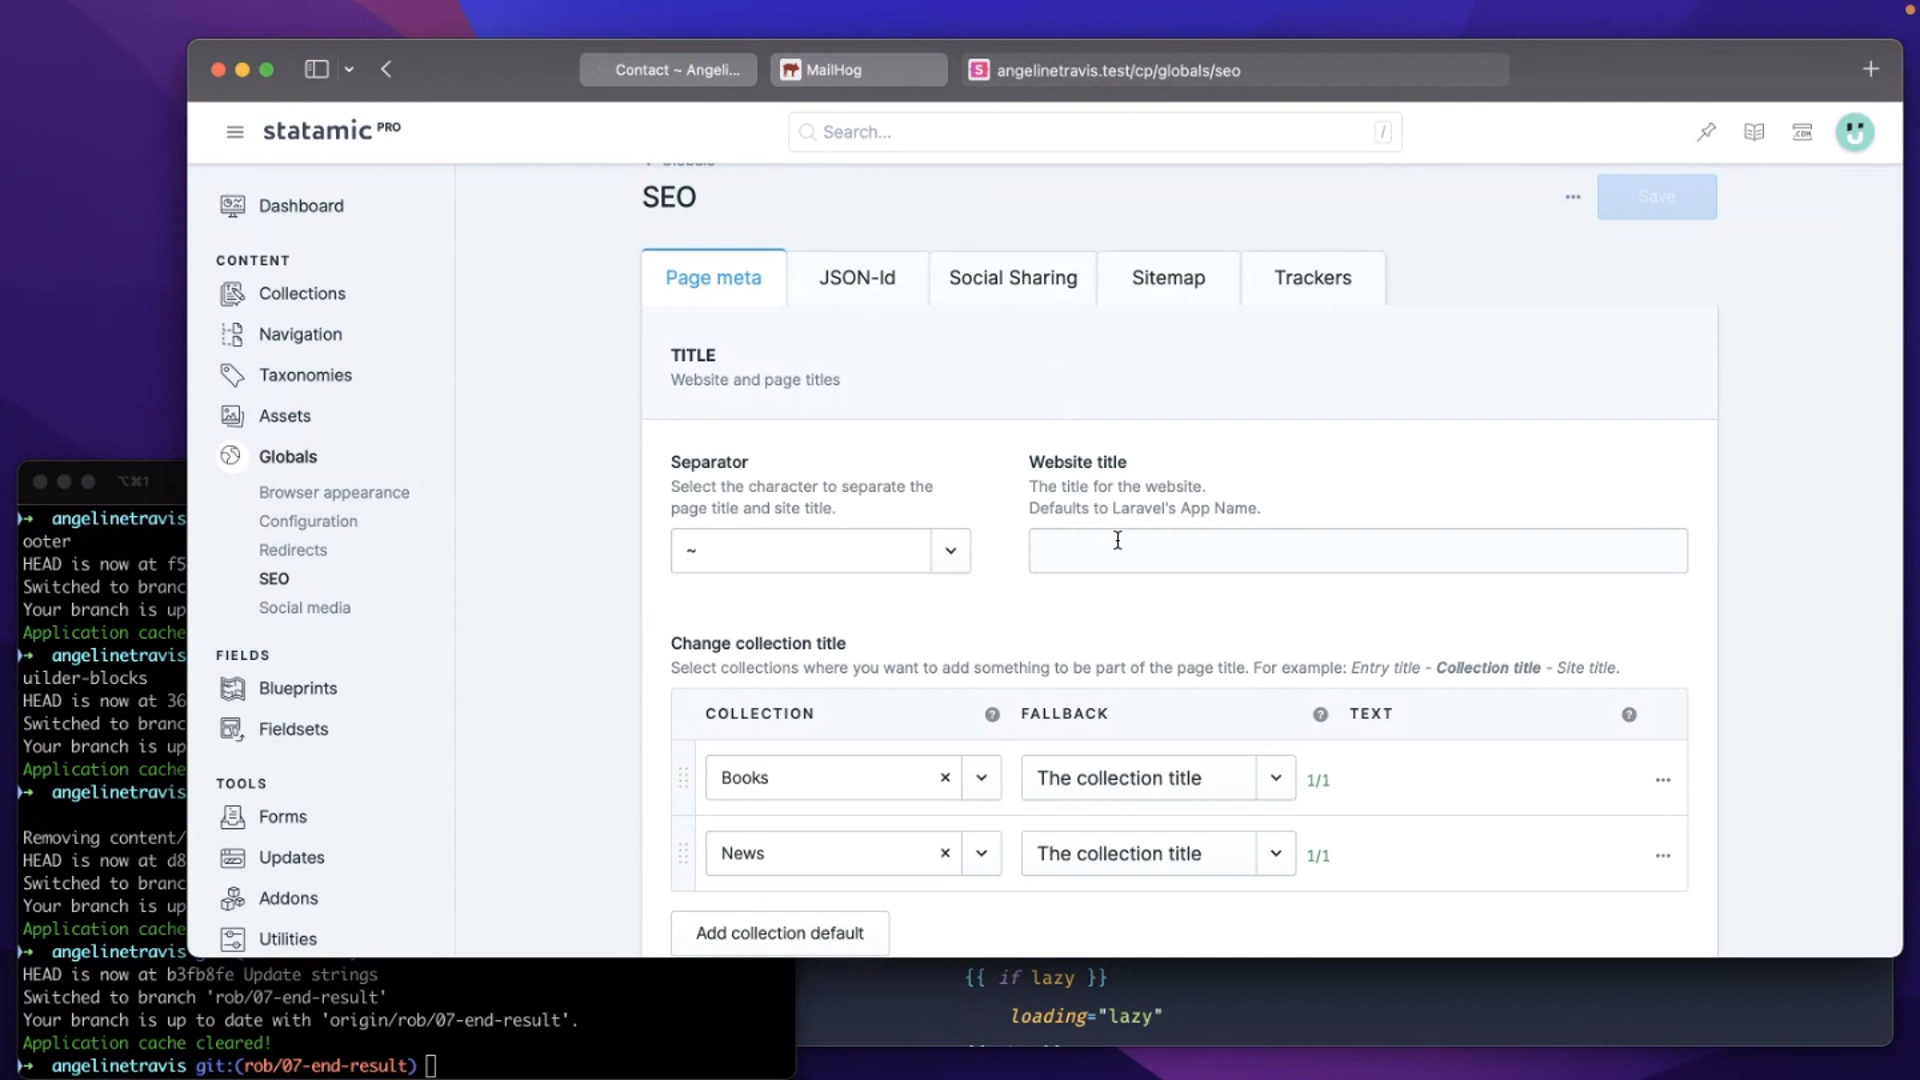 Contact ~ Angeli...
MailHog
angelinetravis.test/cp/globals/seo
statamic PRO
Search...
/
.COM
Globals
SEO
Save
Dashboard
CONTENT
Collections
Navigation
Taxonomies
Assets
Globals
Browser appearance
Configuration
Redirects
SEO
Social media
FIELDS
Blueprints
Fieldsets
TOOLS
Forms
Updates
Addons
Utilities
Page meta
JSON-ld
Social Sharing
Sitemap
Trackers
TITLE
Website and page titles
Separator
Select the character to separate the
page title and site title.
~
Website title
The title for the website.
Defaults to Laravel's App Name.
Change collection title
Select collections where you want to add something to be part of the page title. For example: Entry title - Collection title - Site title.
COLLECTION ? FALLBACK ? TEXT ?
Books × The collection title 1/1
News × The collection title 1/1
Add collection default
⌥⌘1
→ angelinetravis
ooter
HEAD is now at f5
Switched to branc
Your branch is up
Application cache
→ angelinetravis
uilder-blocks
HEAD is now at 36
Switched to branc
Your branch is up
Application cache
→ angelinetravis
Removing content/
HEAD is now at d8
Switched to branc
Your branch is up
Application cache
→ angelinetravis
HEAD is now at b3fb8fe Update strings
Switched to branch 'rob/07-end-result'
Your branch is up to date with 'origin/rob/07-end-result'.
Application cache cleared!
→ angelinetravis git:(rob/07-end-result)
{{ if lazy }}
loading="lazy"